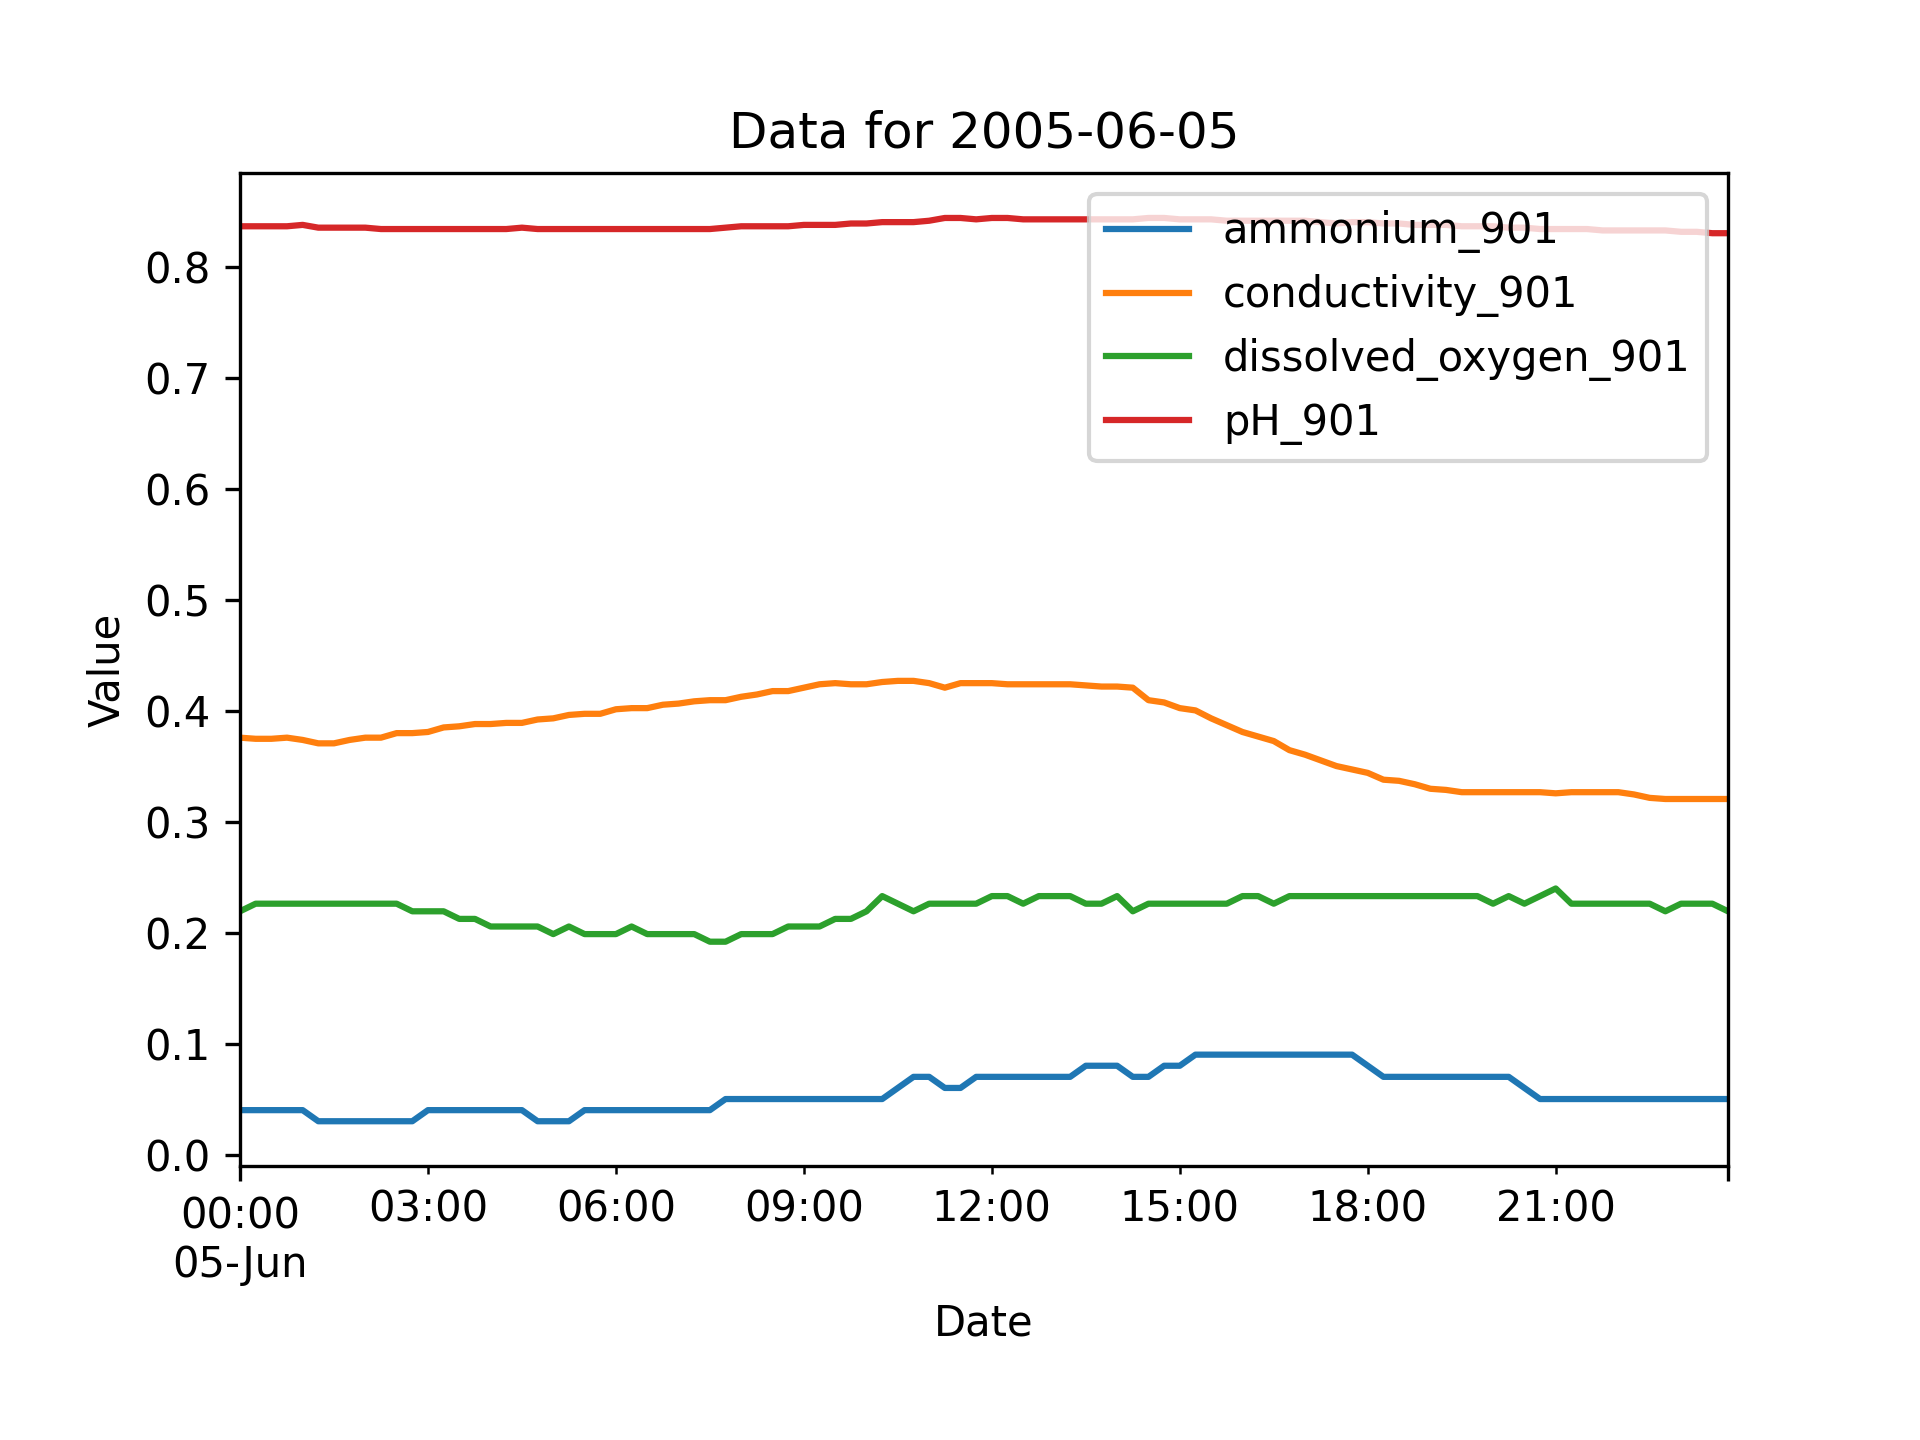 Data for 2005-06-05
ammonium_901
conductivity_901
dissolved_oxygen_901
pH_901
Value
0.8
0.7
0.6
0.5
0.4
0.3
0.2
0.1
0.0
00:00 03:00 06:00 09:00 12:00 15:00 18:00 21:00
05-Jun
Date